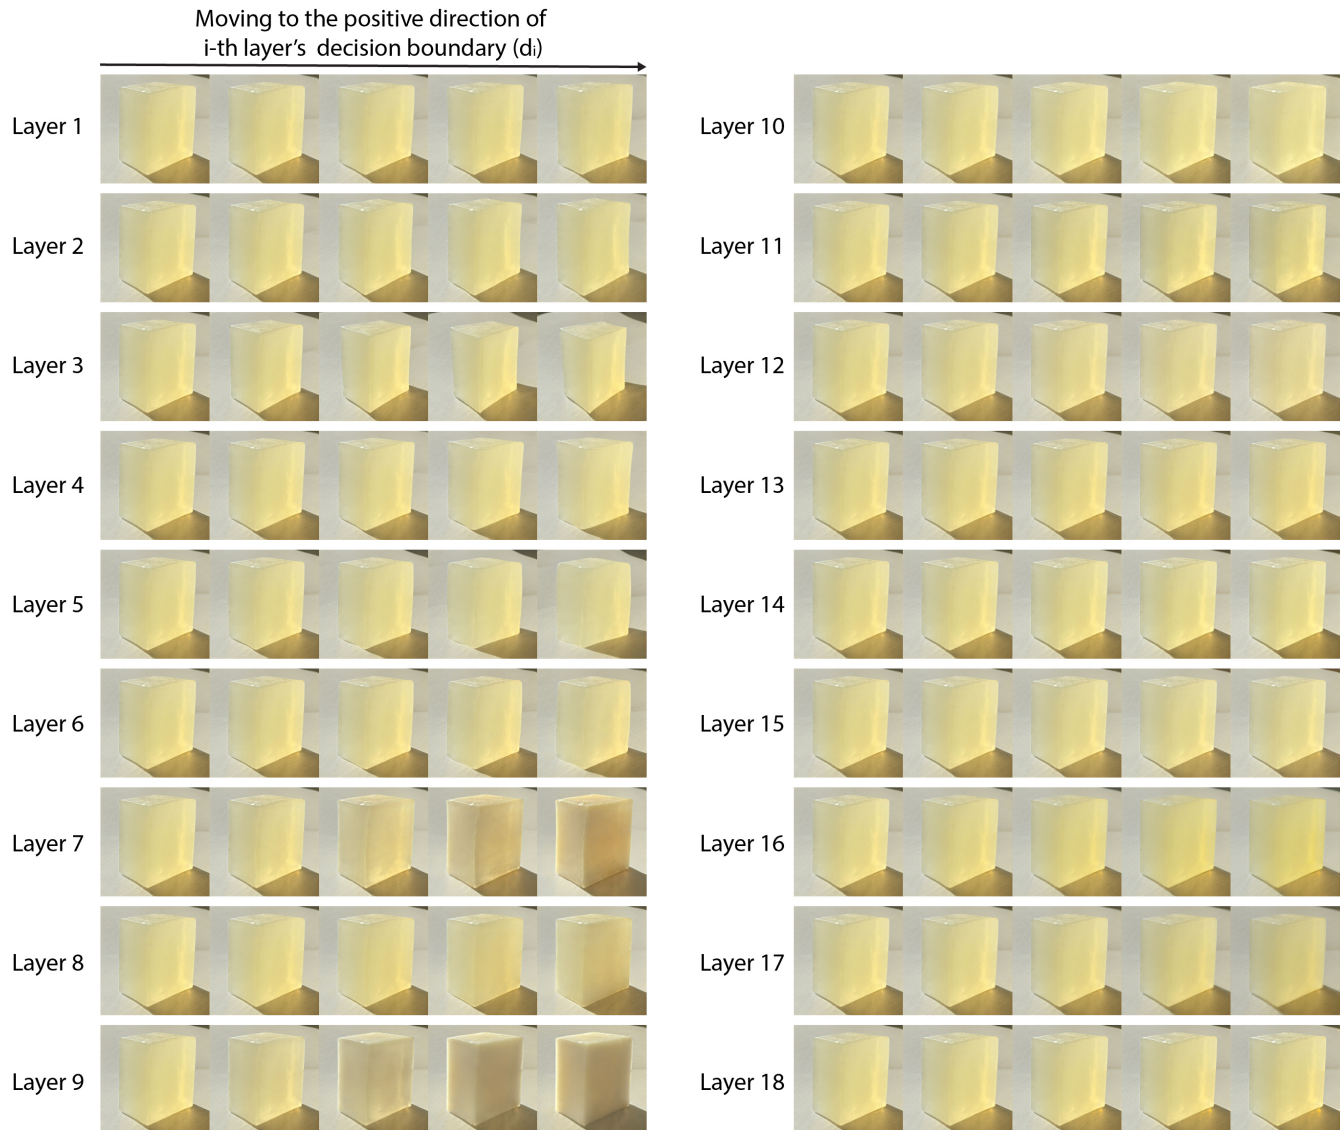 Moving to the positive direction of
i-th layer's decision boundary (di)
Layer 1
Layer 2
Layer 3
Layer 4
Layer 5
Layer 6
Layer 7
Layer 8
Layer 9
Layer 10
Layer 11
Layer 12
Layer 13
Layer 14
Layer 15
Layer 16
Layer 17
Layer 18